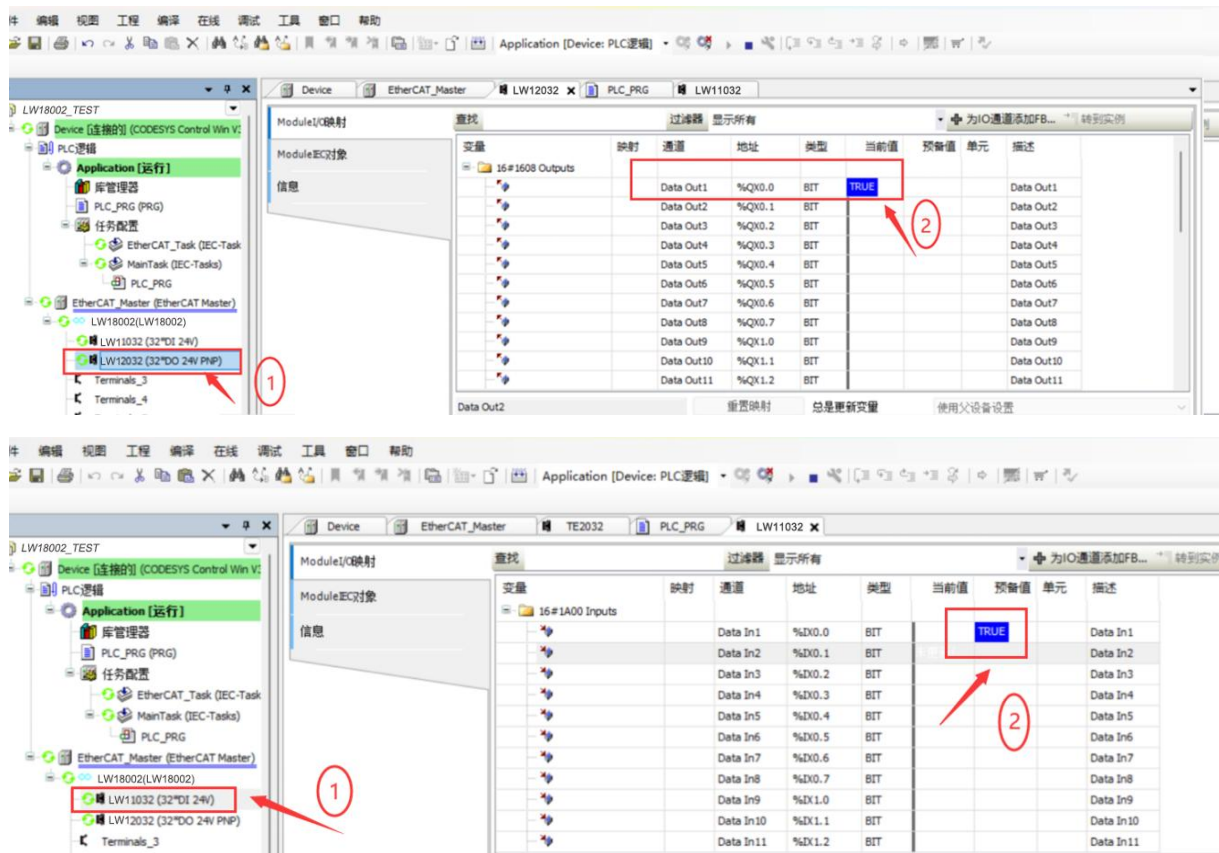 件 编辑 视图 工程 编译 在线 调试 工具 窗口 帮助
Application [Device: PLC逻辑]
Device EtherCAT_Master LW12032 PLC_PRG LW11032
LW18002_TEST
Device [连接的] (CODESYS Control Win V3
PLC逻辑
Application [运行]
库管理器
PLC_PRG (PRG)
任务配置
EtherCAT_Task (IEC-Task
MainTask (IEC-Tasks)
PLC_PRG
EtherCAT_Master (EtherCAT Master)
LW18002(LW18002)
LW11032 (32*DI 24V)
LW12032 (32*DO 24V PNP)
Terminals_3
Terminals_4
1
ModuleI/O映射
ModuleIEC对象
信息
查找 过滤器 显示所有 为IO通道添加FB... 转到实例
变量 映射 通道 地址 类型 当前值 预备值 单元 描述
16#1608 Outputs
Data Out1 %QX0.0 BIT TRUE Data Out1
Data Out2 %QX0.1 BIT Data Out2
Data Out3 %QX0.2 BIT Data Out3
Data Out4 %QX0.3 BIT Data Out4
Data Out5 %QX0.4 BIT Data Out5
Data Out6 %QX0.5 BIT Data Out6
Data Out7 %QX0.6 BIT Data Out7
Data Out8 %QX0.7 BIT Data Out8
Data Out9 %QX1.0 BIT Data Out9
Data Out10 %QX1.1 BIT Data Out10
Data Out11 %QX1.2 BIT Data Out11
2
Data Out2 重置映射 总是更新变量 使用父设备设置
件 编辑 视图 工程 编译 在线 调试 工具 窗口 帮助
Application [Device: PLC逻辑]
Device EtherCAT_Master TE2032 PLC_PRG LW11032
LW18002_TEST
Device [连接的] (CODESYS Control Win V3
PLC逻辑
Application [运行]
库管理器
PLC_PRG (PRG)
任务配置
EtherCAT_Task (IEC-Task
MainTask (IEC-Tasks)
PLC_PRG
EtherCAT_Master (EtherCAT Master)
LW18002(LW18002)
LW11032 (32*DI 24V)
LW12032 (32*DO 24V PNP)
Terminals_3
1
ModuleI/O映射
ModuleIEC对象
信息
查找 过滤器 显示所有 为IO通道添加FB... 转到实例
变量 映射 通道 地址 类型 当前值 预备值 单元 描述
16#1A00 Inputs
Data In1 %IX0.0 BIT TRUE Data In1
Data In2 %IX0.1 BIT Data In2
Data In3 %IX0.2 BIT Data In3
Data In4 %IX0.3 BIT Data In4
Data In5 %IX0.4 BIT Data In5
Data In6 %IX0.5 BIT Data In6
Data In7 %IX0.6 BIT Data In7
Data In8 %IX0.7 BIT Data In8
Data In9 %IX1.0 BIT Data In9
Data In10 %IX1.1 BIT Data In10
Data In11 %IX1.2 BIT Data In11
2